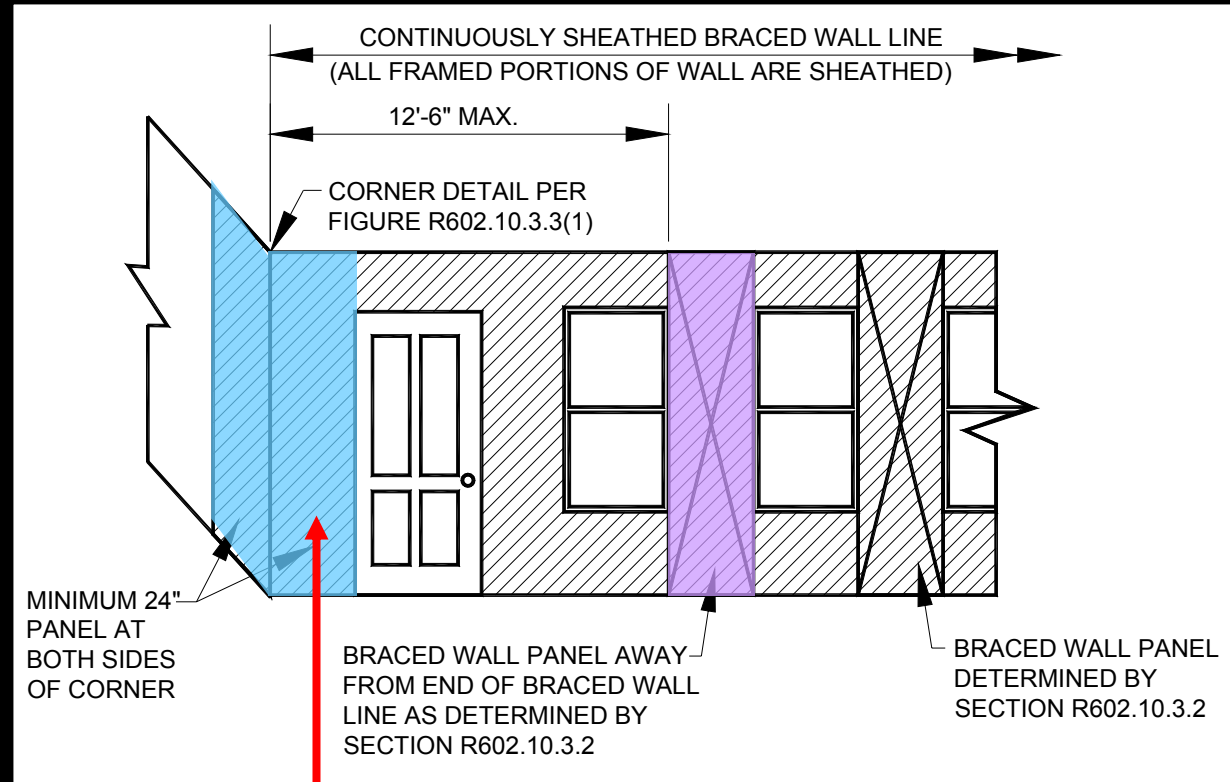 CONTINUOUSLY SHEATHED BRACED WALL LINE
(ALL FRAMED PORTIONS OF WALL ARE SHEATHED)
12'-6" MAX.
CORNER DETAIL PER
FIGURE R602.10.3.3(1)
MINIMUM 24"
PANEL AT
BOTH SIDES
OF CORNER
BRACED WALL PANEL AWAY
FROM END OF BRACED WALL
LINE AS DETERMINED BY
SECTION R602.10.3.2
BRACED WALL PANEL
DETERMINED BY
SECTION R602.10.3.2